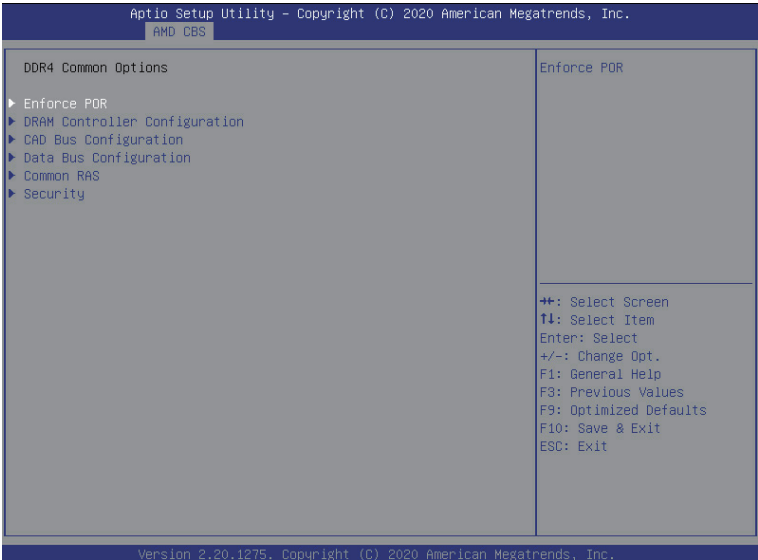 Aptio Setup Utility – Copyright (C) 2020 American Megatrends, Inc.
AMD CBS
DDR4 Common Options
Enforce POR
DRAM Controller Configuration
CAD Bus Configuration
Data Bus Configuration
Common RAS
Security
Enforce POR
→←: Select Screen
↑↓: Select Item
Enter: Select
+/-: Change Opt.
F1: General Help
F3: Previous Values
F9: Optimized Defaults
F10: Save & Exit
ESC: Exit
Version 2.20.1275. Copyright (C) 2020 American Megatrends, Inc.